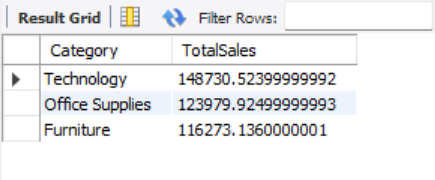 Result Grid Filter Rows:
Category TotalSales
Technology 148730.52399999992
Office Supplies 123979.92499999993
Furniture 116273.1360000001